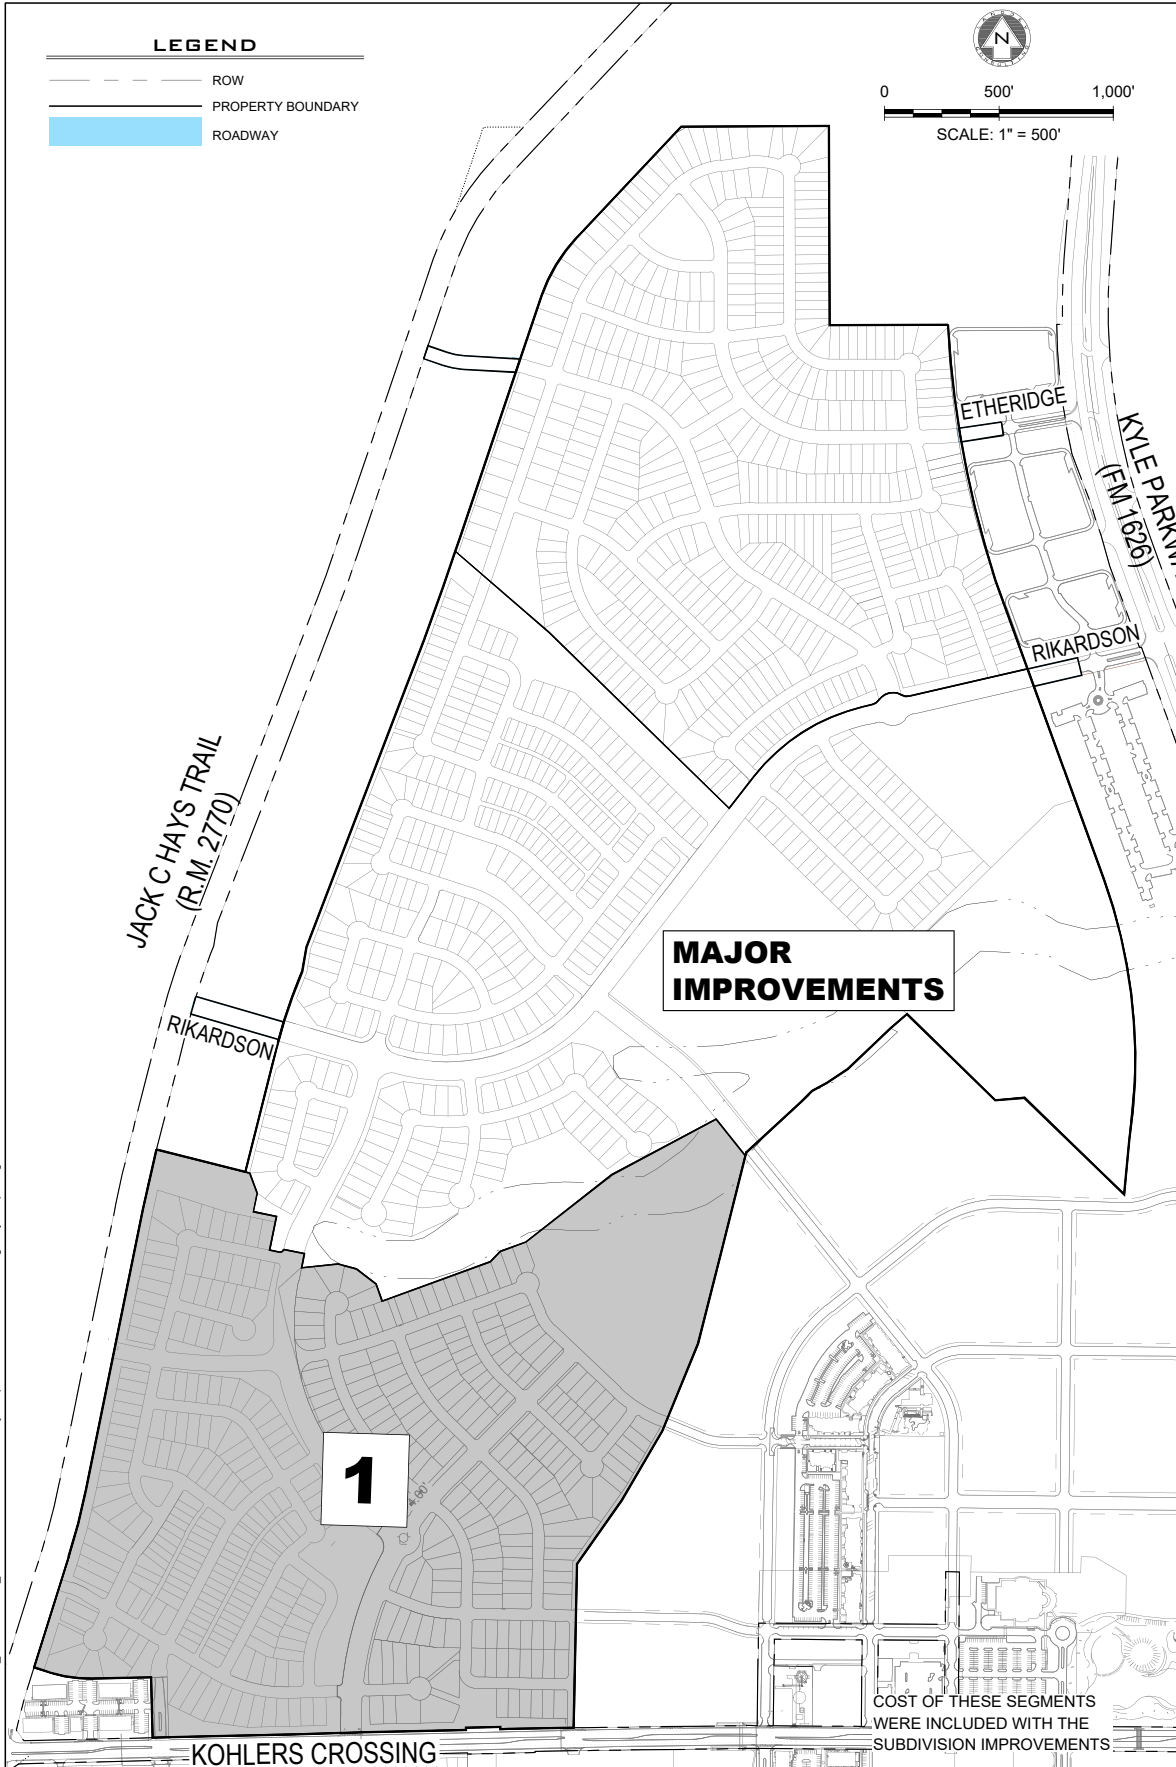 LEGEND
ROW
PROPERTY BOUNDARY
ROADWAY
N
0 500' 1,000'
SCALE: 1" = 500'
ETHERIDGE
KYLE PARKWA
(FM 1626)
RIKARDSON
JACK C HAYS TRAIL
(R.M. 2770)
MAJOR
IMPROVEMENTS
RIKARDSON
1
COST OF THESE SEGMENTS
WERE INCLUDED WITH THE
SUBDIVISION IMPROVEMENTS
KOHLERS CROSSING